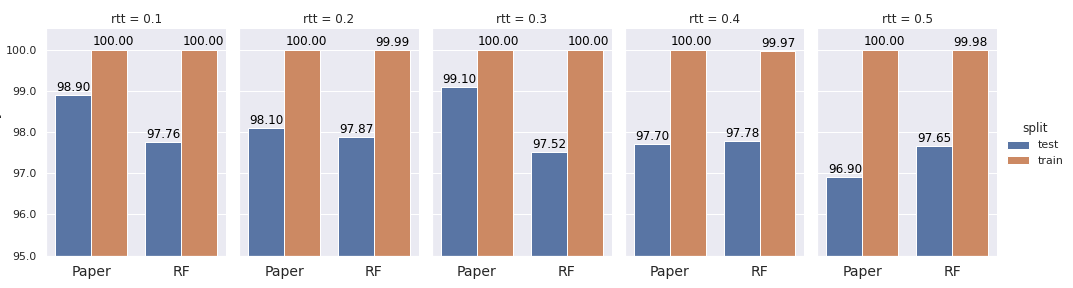 rtt = 0.1
rtt = 0.2
rtt = 0.3
rtt = 0.4
rtt = 0.5
100.0
99.0
98.0
97.0
96.0
95.0
98.90
100.00
97.76
100.00
98.10
100.00
97.87
99.99
99.10
100.00
97.52
100.00
97.70
100.00
97.78
99.97
96.90
100.00
97.65
99.98
Paper RF
Paper RF
Paper RF
Paper RF
Paper RF
split
test
train